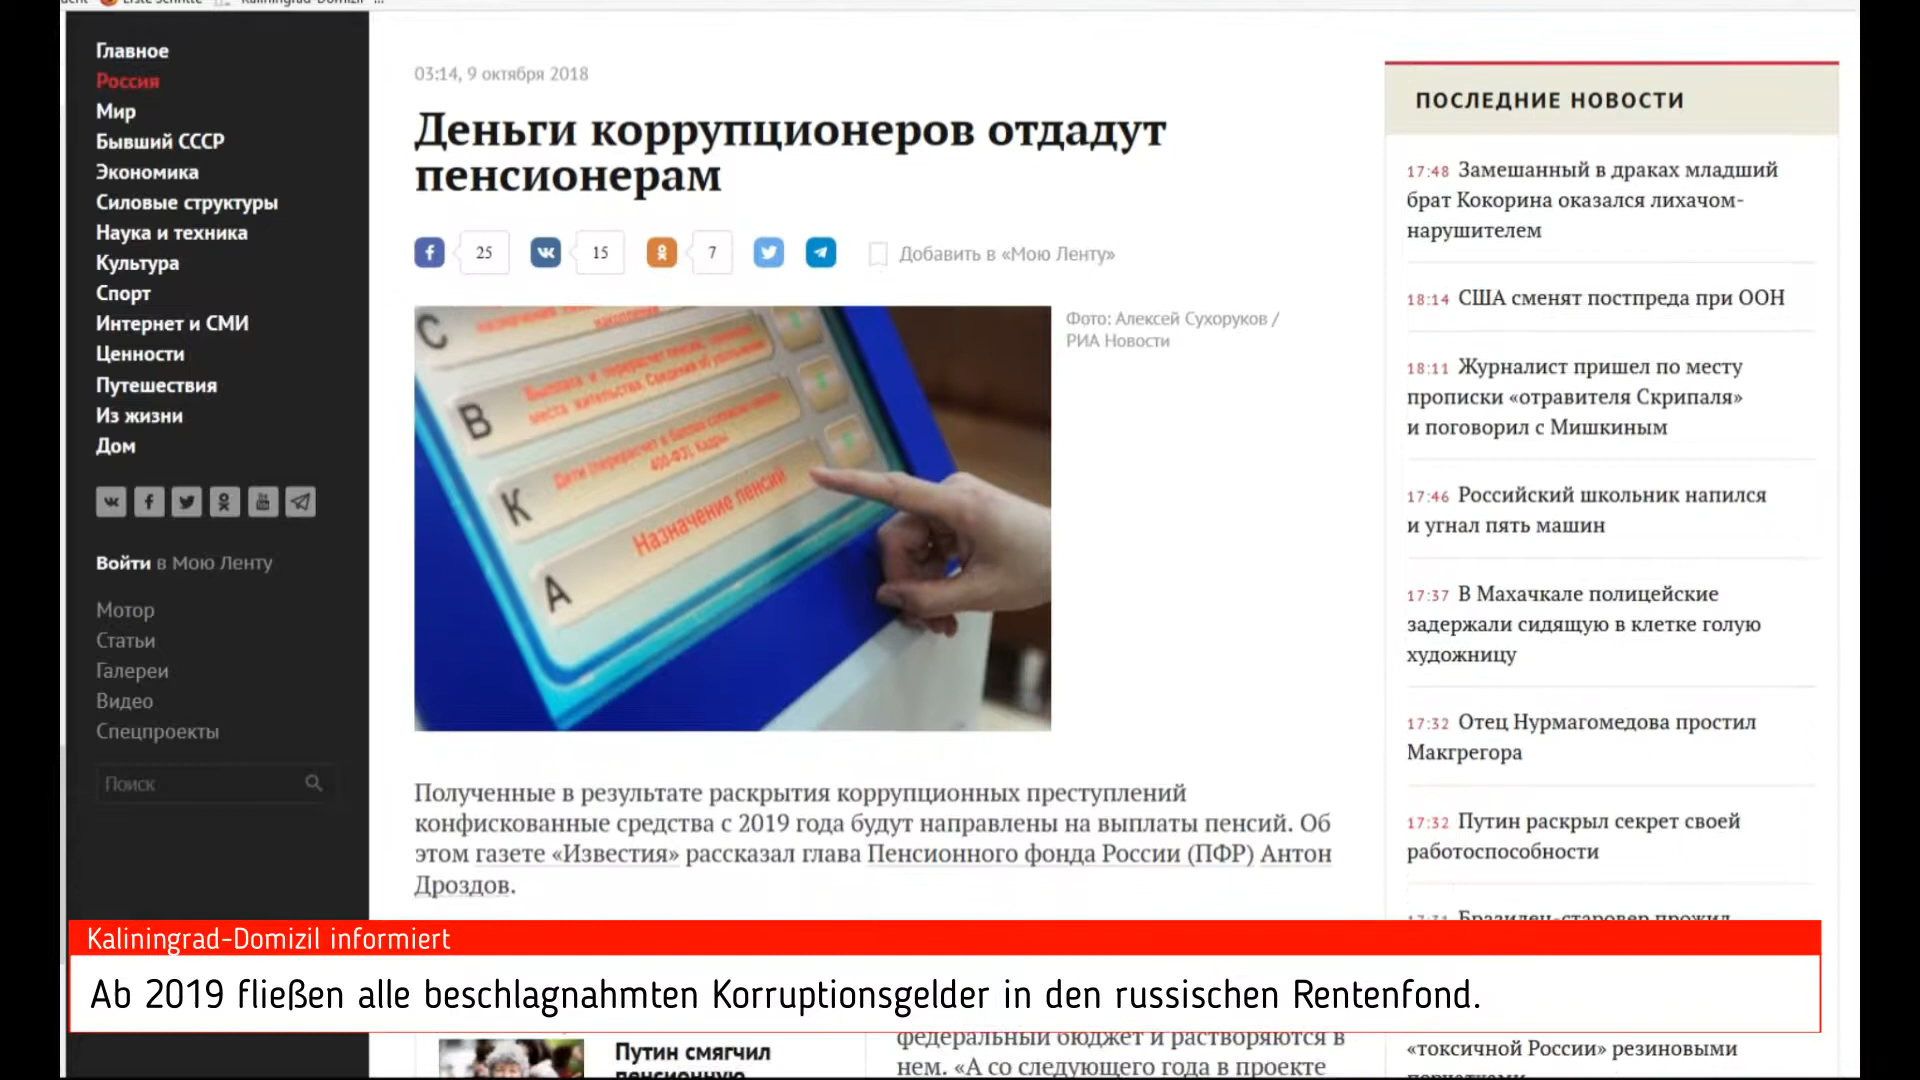 Главное
Россия
Мир
Бывший СССР
Экономика
Силовые структуры
Наука и техника
Культура
Спорт
Интернет и СМИ
Ценности
Путешествия
Из жизни
Дом
Войти в Мою Ленту
Мотор
Статьи
Галереи
Видео
Спецпроекты
Поиск
03:14, 9 октября 2018
Деньги коррупционеров отдадут
пенсионерам
25
15
7
Добавить в «Мою Ленту»
Фото: Алексей Сухоруков /
РИА Новости
С
В
К
А
Назначение пенсий
Полученные в результате раскрытия коррупционных преступлений
конфискованные средства с 2019 года будут направлены на выплаты пенсий. Об
этом газете «Известия» рассказал глава Пенсионного фонда России (ПФР) Антон
Дроздов.
Путин смягчил
пенсионную
федеральный бюджет и растворяются в
нем. «А со следующего года в проекте
ПОСЛЕДНИЕ НОВОСТИ
17:48 Замешанный в драках младший
брат Кокорина оказался лихачом-
нарушителем
18:14 США сменят постпреда при ООН
18:11 Журналист пришел по месту
прописки «отравителя Скрипаля»
и поговорил с Мишкиным
17:46 Российский школьник напился
и угнал пять машин
17:37 В Махачкале полицейские
задержали сидящую в клетке голую
художницу
17:32 Отец Нурмагомедова простил
Макгрегора
17:32 Путин раскрыл секрет своей
работоспособности
17:31 Бразилец-старовер прожил
«токсичной России» резиновыми
Kaliningrad-Domizil informiert
Ab 2019 fließen alle beschlagnahmten Korruptionsgelder in den russischen Rentenfond.